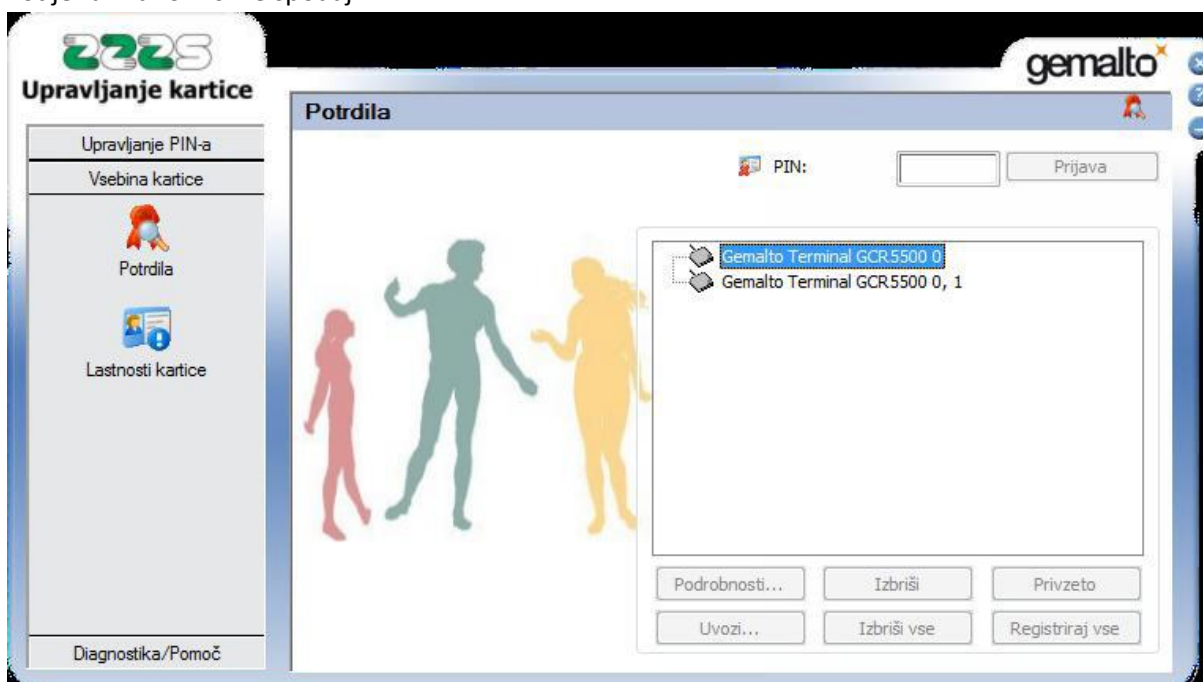 ZZZS
gemalto
Upravljanje kartice
Potrdila
Upravljanje PIN-a
Vsebina kartice
PIN:
Prijava
Potrdila
Lastnosti kartice
Gemalto Terminal GCR5500 0
Gemalto Terminal GCR5500 0, 1
Podrobnosti...
Izbriši
Privzeto
Uvozi...
Izbriši vse
Registriraj vse
Diagnostika/Pomoč